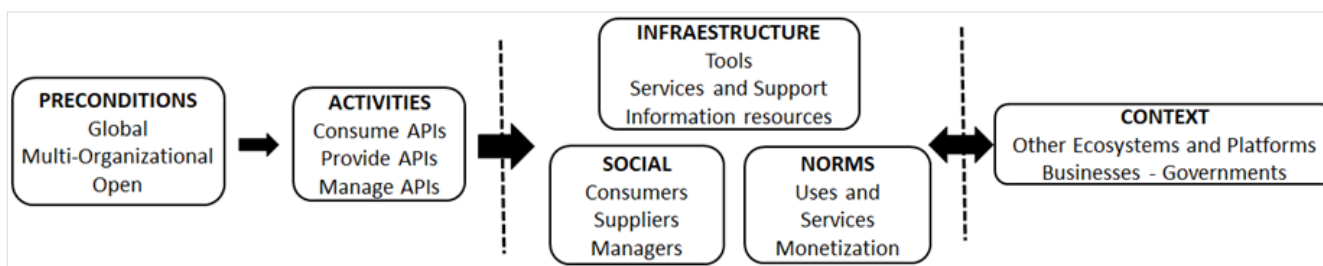 PRECONDITIONS
Global
Multi-Organizational
Open
ACTIVITIES
Consume APIs
Provide APIs
Manage APIs
INFRAESTRUCTURE
Tools
Services and Support
Information resources
SOCIAL
Consumers
Suppliers
Managers
NORMS
Uses and
Services
Monetization
CONTEXT
Other Ecosystems and Platforms
Businesses - Governments